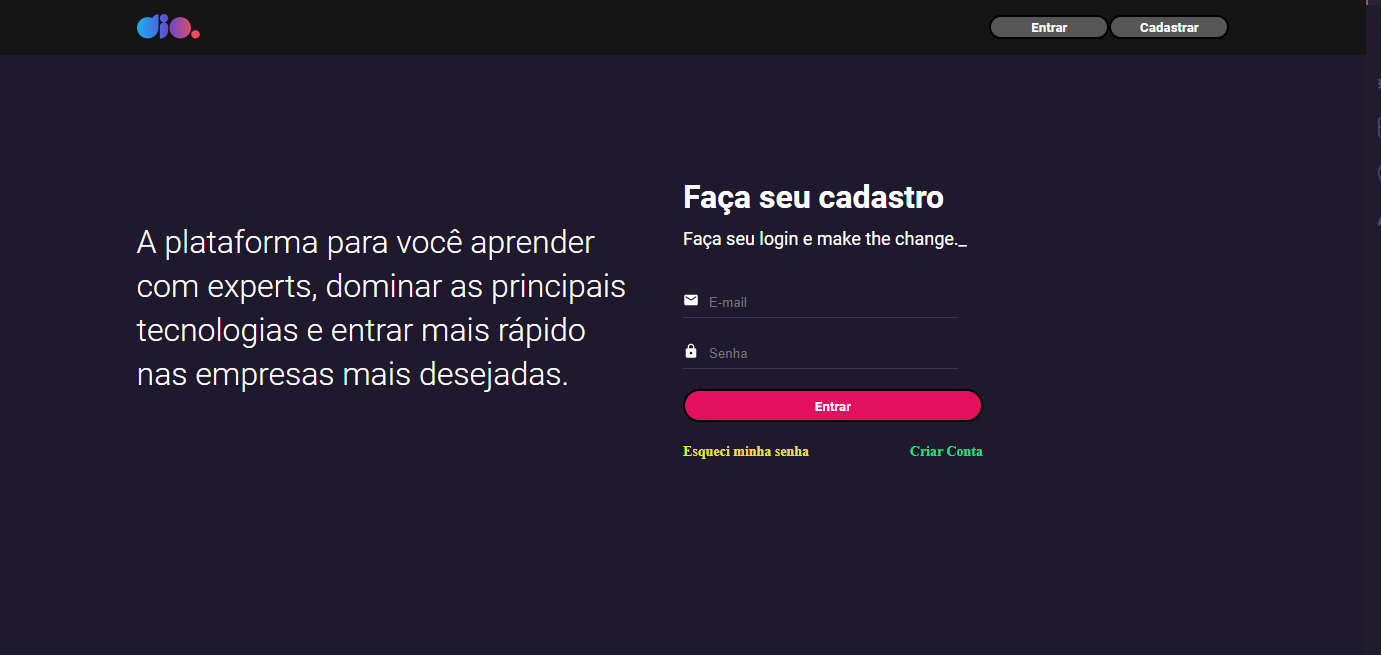 dio.
Entrar
Cadastrar
A plataforma para você aprender
com experts, dominar as principais
tecnologias e entrar mais rápido
nas empresas mais desejadas.
Faça seu cadastro
Faça seu login e make the change._
E-mail
Senha
Entrar
Esqueci minha senha
Criar Conta